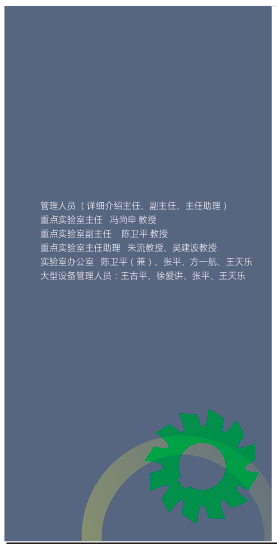 管理人员（详细介绍主任、副主任、主任助理）
重点实验室主任 冯尚申 教授
重点实验室副主任 陈卫平 教授
重点实验室主任助理 朱流教授、吴建波教授
实验室办公室 陈卫平（兼）、张平、方一航、王天乐
大型设备管理人员：王古平、徐爱讲、张平、王天乐